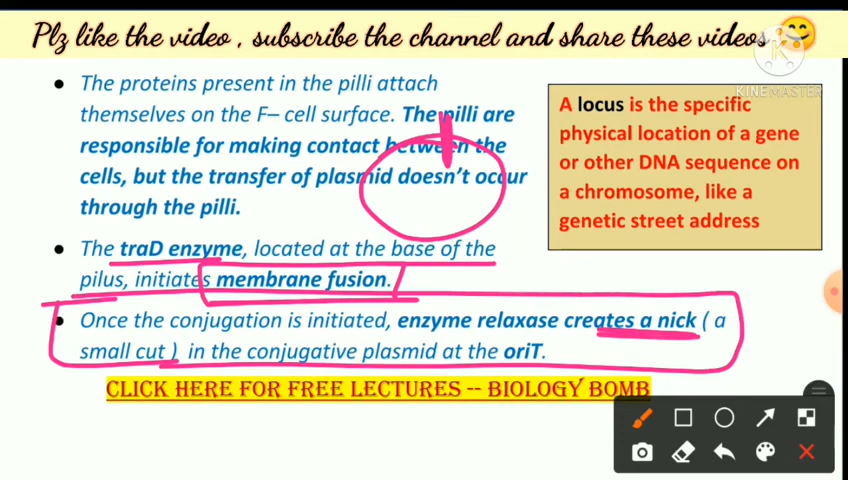 Plz like the video , subscribe the channel and share these videos
KINEMASTER
The proteins present in the pilli attach
themselves on the F– cell surface. The pilli are
responsible for making contact between the
cells, but the transfer of plasmid doesn't occur
through the pilli.
The traD enzyme, located at the base of the
pilus, initiates membrane fusion.
Once the conjugation is initiated, enzyme relaxase creates a nick ( a
small cut ) in the conjugative plasmid at the oriT.
A locus is the specific
physical location of a gene
or other DNA sequence on
a chromosome, like a
genetic street address
CLICK HERE FOR FREE LECTURES -- BIOLOGY BOMB